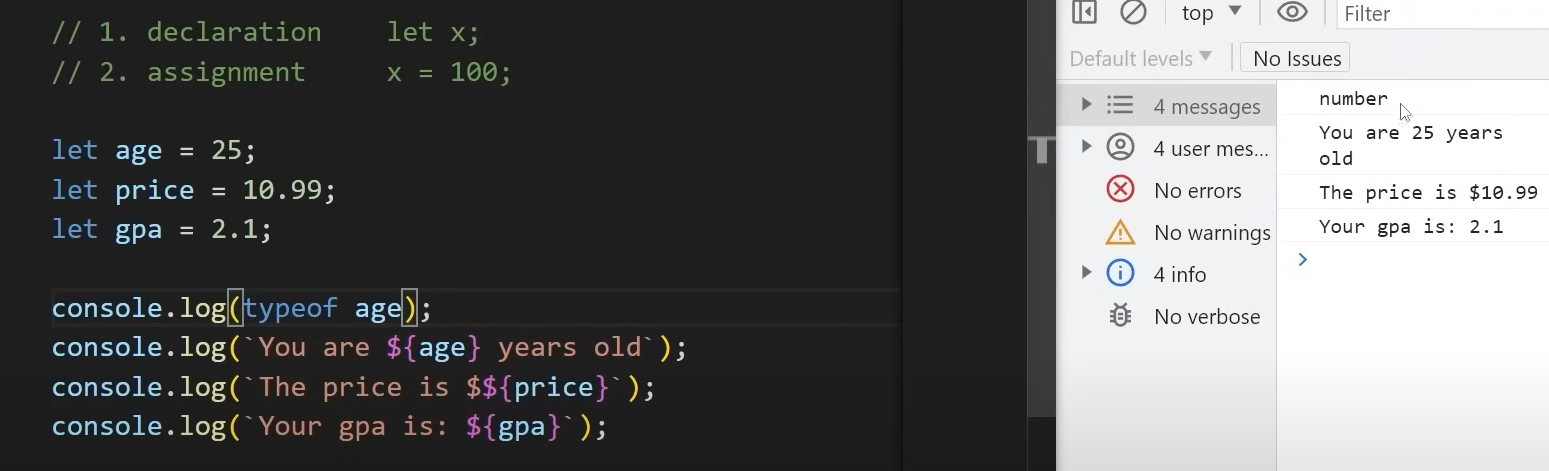 // 1. declaration    let x;
// 2. assignment     x = 100;
let age = 25;
let price = 10.99;
let gpa = 2.1;
console.log(typeof age);
console.log(`You are ${age} years old`);
console.log(`The price is $${price}`);
console.log(`Your gpa is: ${gpa}`);
T
top
Filter
Default levels
No Issues
4 messages
4 user mes...
No errors
No warnings
4 info
No verbose
number
You are 25 years
old
The price is $10.99
Your gpa is: 2.1